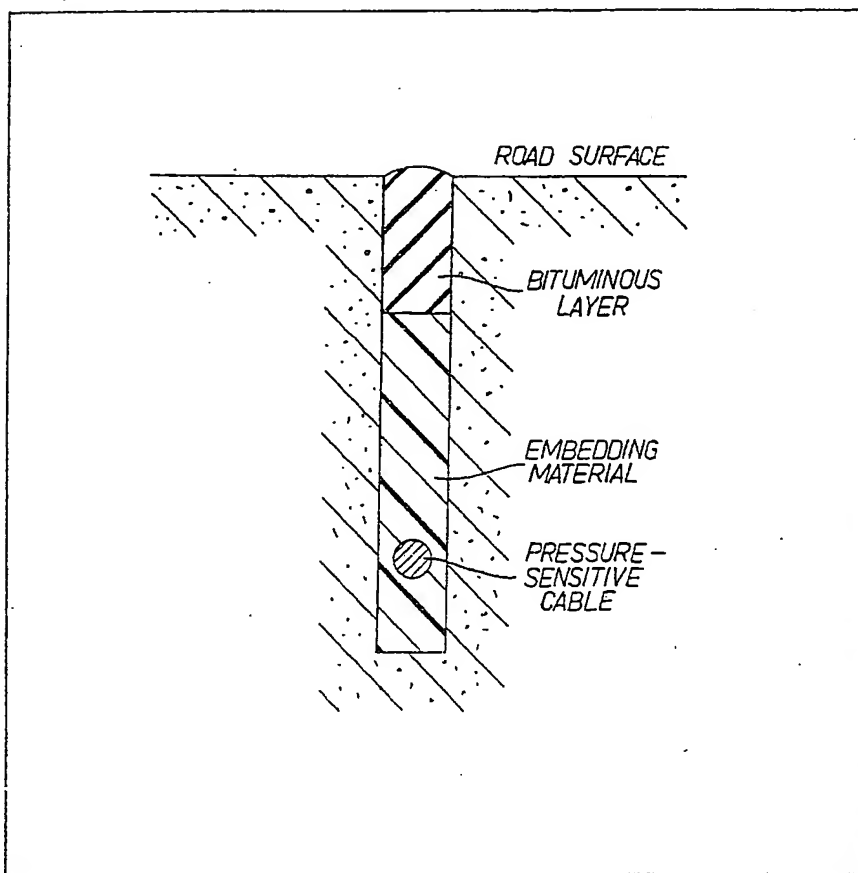 ROAD SURFACE
BITUMINOUS
LAYER
EMBEDDING
MATERIAL
PRESSURE-
SENSITIVE
CABLE